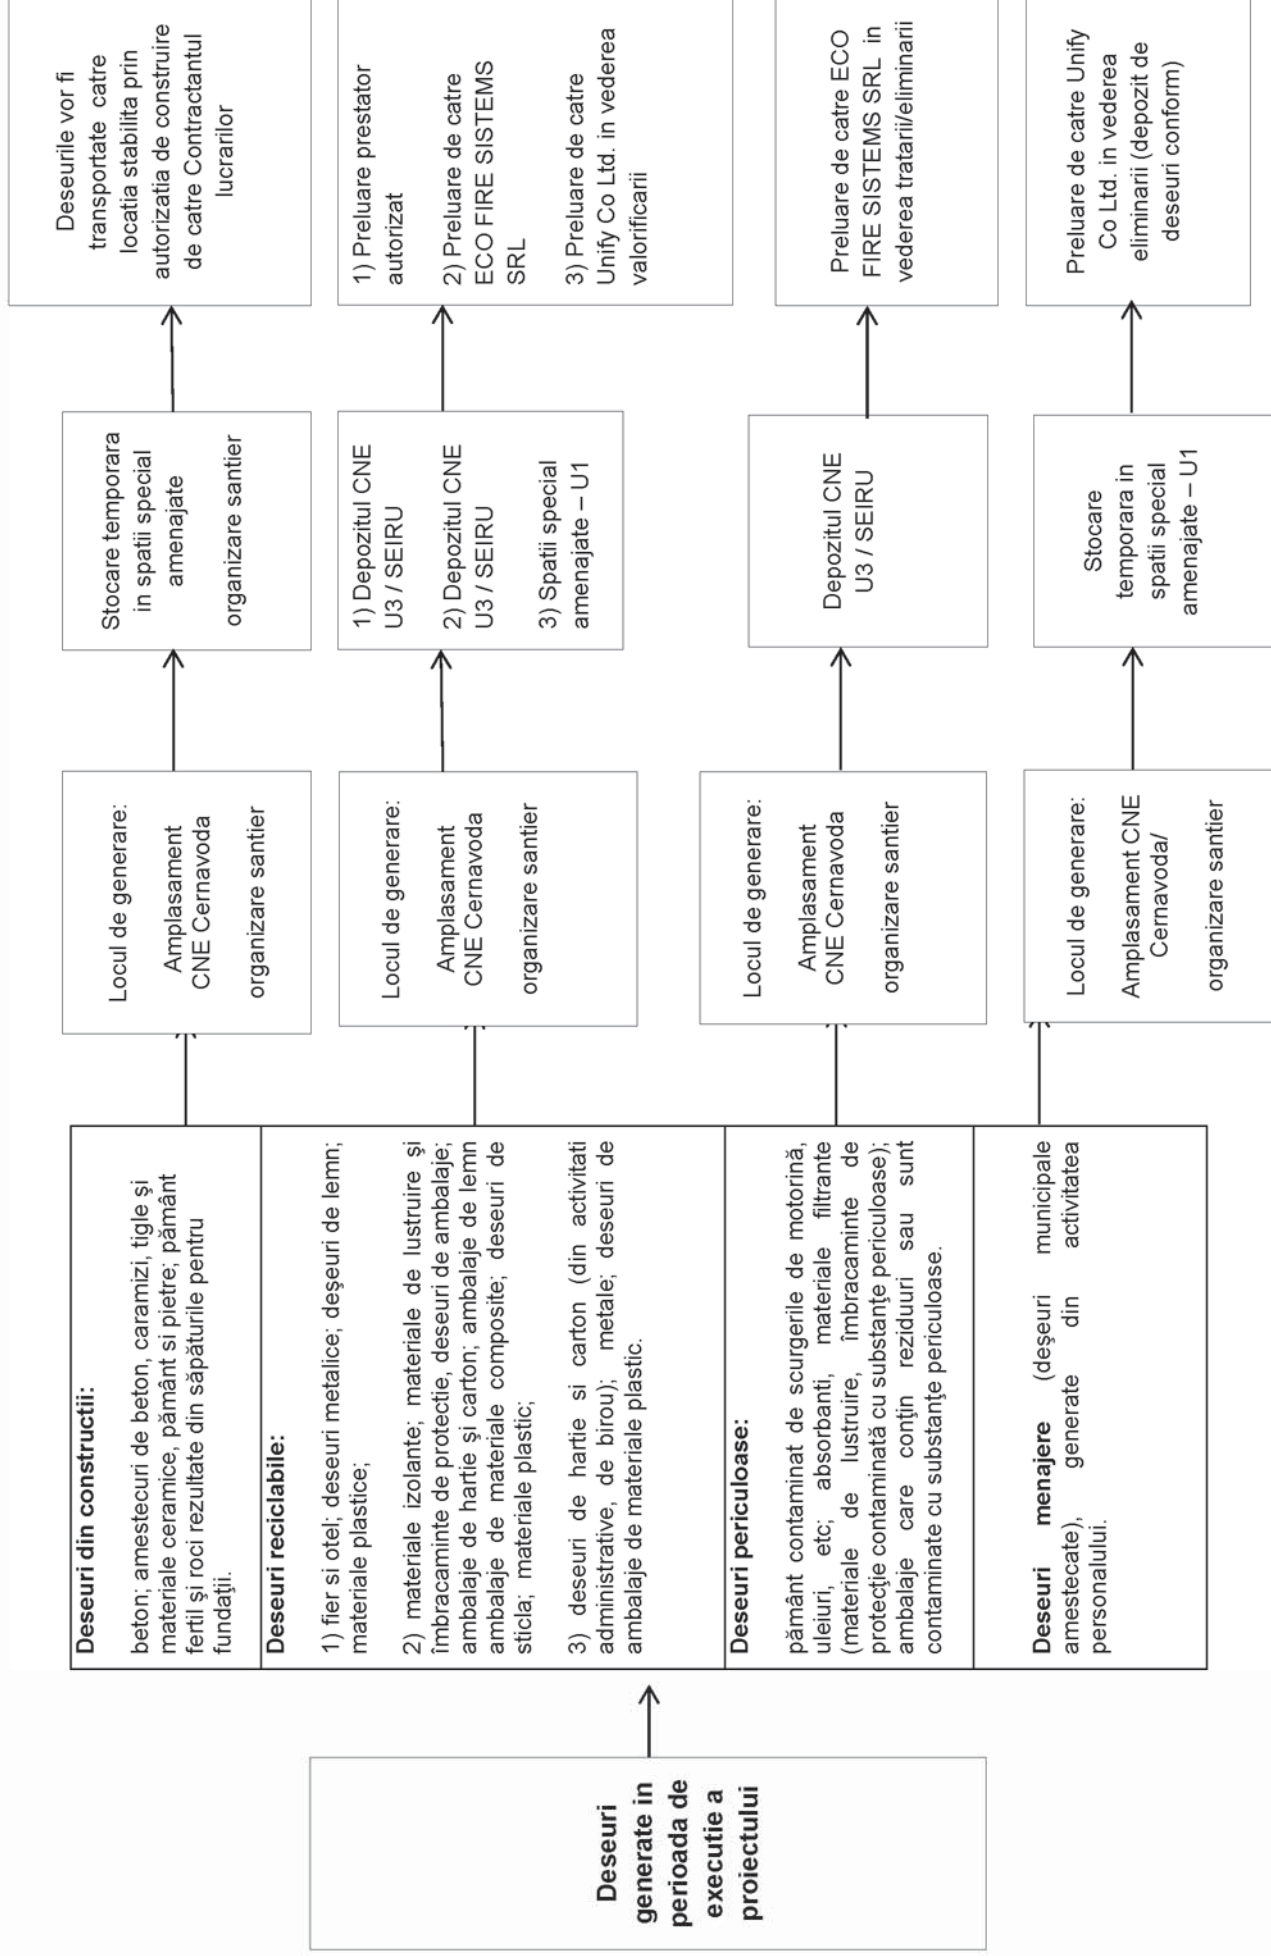 Deseuri
generate in
perioada de
executie a
proiectului
Deseuri din constructii:
beton; amestecuri de beton, caramizi, tigle şi
materiale ceramice, pământ si pietre; pământ
fertil şi roci rezultate din săpăturile pentru
fundaţii.
Locul de generare:
Amplasament
CNE Cernavoda
organizare santier
Stocare temporara
in spatii special
amenajate
organizare santier
Deseurile vor fi
transportate catre
locatia stabilita prin
autorizatia de construire
de catre Contractantul
lucrarilor
Deseuri reciclabile:
1) fier si otel; deseuri metalice; deşeuri de lemn;
materiale plastice;
2) materiale izolante; materiale de lustruire şi
îmbracaminte de protectie, deseuri de ambalaje;
ambalaje de hartie şi carton; ambalaje de lemn
ambalaje de materiale composite; deseuri de
sticla; materiale plastic;
3) deseuri de hartie si carton (din activitati
administrative, de birou); metale; deseuri de
ambalaje de materiale plastic.
Locul de generare:
Amplasament
CNE Cernavoda
organizare santier
1) Depozitul CNE
U3 / SEIRU
2) Depozitul CNE
U3 / SEIRU
3) Spatii special
amenajate – U1
1) Preluare prestator
autorizat
2) Preluare de catre
ECO FIRE SISTEMS
SRL
3) Preluare de catre
Unify Co Ltd. in vederea
valorificarii
Deseuri periculoase:
pământ contaminat de scurgerile de motorină,
uleiuri, etc; absorbanti, materiale filtrante
(materiale de lustruire, îmbracaminte de
protecţie contaminată cu substanţe periculoase);
ambalaje care conţin reziduuri sau sunt
contaminate cu substanţe periculoase.
Locul de generare:
Amplasament
CNE Cernavoda
organizare santier
Depozitul CNE
U3 / SEIRU
Preluare de catre ECO
FIRE SISTEMS SRL in
vederea tratarii/eliminarii
Deseuri menajere (deşeuri municipale
amestecate), generate din activitatea
personalului.
Locul de generare:
Amplasament CNE
Cernavoda/
organizare santier
Stocare
temporara in
spatii special
amenajate – U1
Preluare de catre Unify
Co Ltd. in vederea
eliminarii (depozit de
deseuri conform)